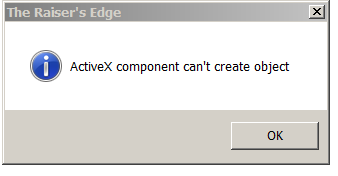 The Raiser's Edge
ActiveX component can't create object
OK